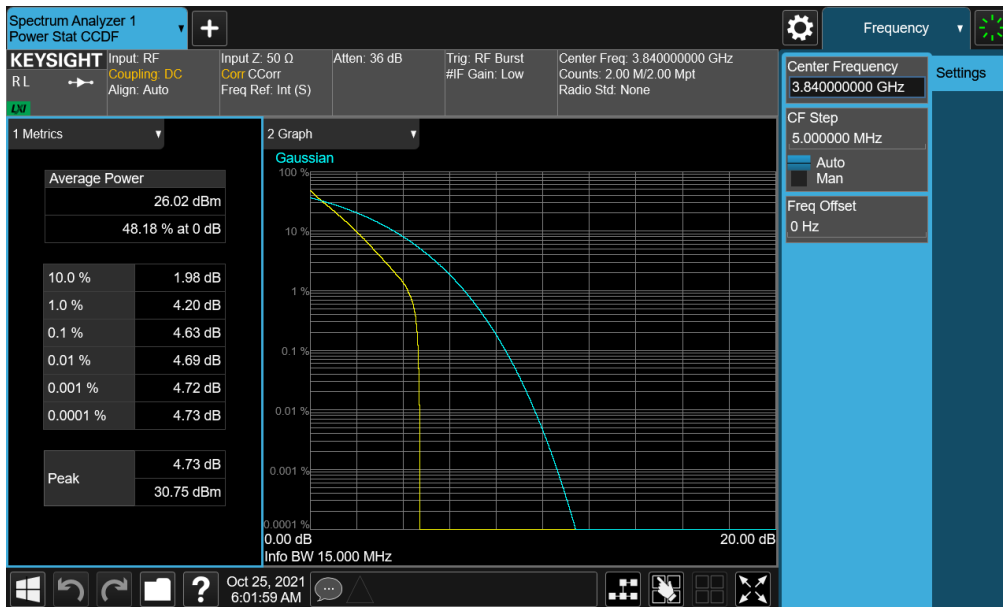 Spectrum Analyzer 1
Power Stat CCDF
+
Frequency
KEYSIGHT
RL
LXI
Input: RF
Coupling: DC
Align: Auto
Input Z: 50 Ω
Corr CCorr
Freq Ref: Int (S)
Atten: 36 dB
Trig: RF Burst
#IF Gain: Low
Center Freq: 3.840000000 GHz
Counts: 2.00 M/2.00 Mpt
Radio Std: None
Center Frequency
3.840000000 GHz
Settings
CF Step
5.000000 MHz
Auto
Man
Freq Offset
0 Hz
1 Metrics
Average Power
26.02 dBm
48.18 % at 0 dB
10.0 % 1.98 dB
1.0 % 4.20 dB
0.1 % 4.63 dB
0.01 % 4.69 dB
0.001 % 4.72 dB
0.0001 % 4.73 dB
Peak
4.73 dB
30.75 dBm
2 Graph
Gaussian
100 %
10 %
1 %
0.1 %
0.01 %
0.001 %
0.0001 %
0.00 dB 20.00 dB
Info BW 15.000 MHz
?
Oct 25, 2021
6:01:59 AM